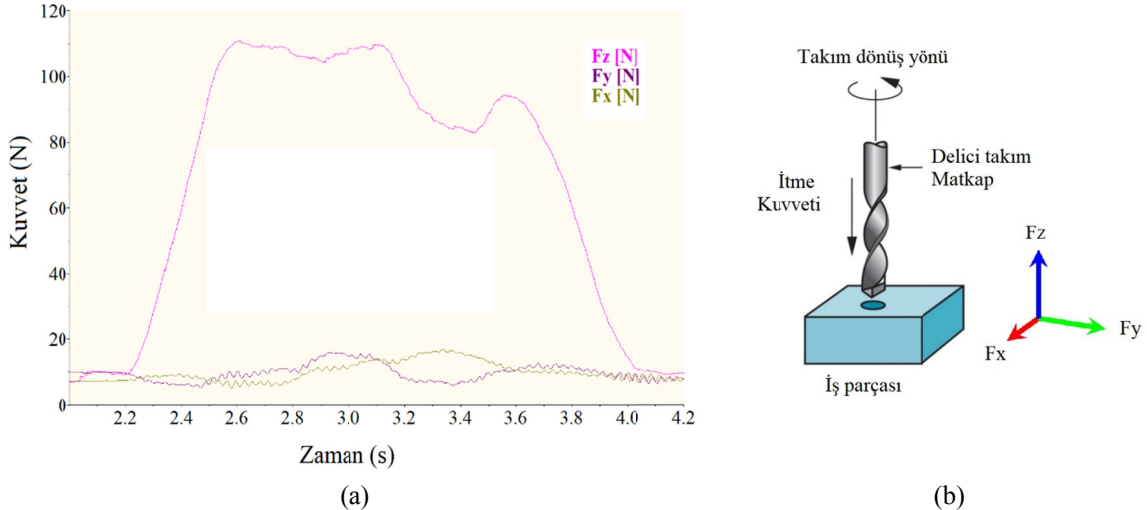 120
100
80
60
40
20
0
Kuvvet (N)
Fz [N]
Fy [N]
Fx [N]
2.2
2.6
2.6
2.8
3.0
3.2
3.4
3.6
3.8
4.0
4.2
Zaman (s)
(a)
Takım dönüş yönü
Delici takım
Matkap
İtme
Kuvveti
Fz
Fy
Fx
İş parçası
(b)